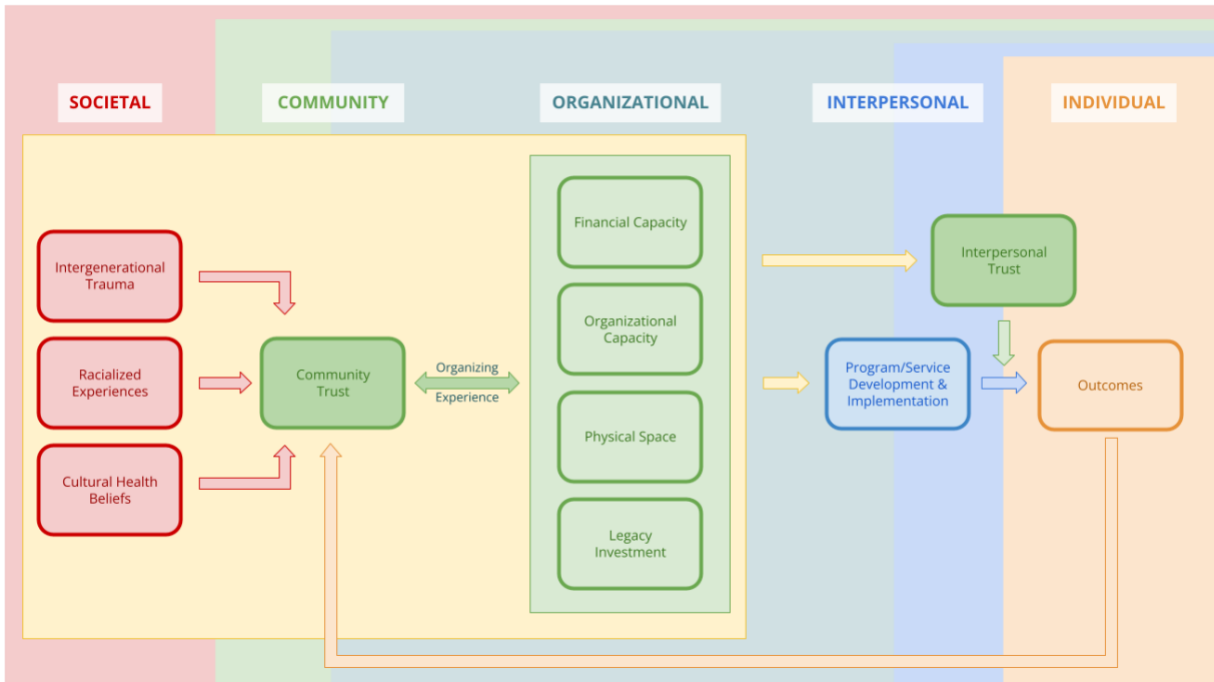 SOCIETAL
COMMUNITY
ORGANIZATIONAL
INTERPERSONAL
INDIVIDUAL
Intergenerational
Trauma
Racialized
Experiences
Cultural Health
Beliefs
Community
Trust
Organizing
Experience
Financial Capacity
Organizational
Capacity
Physical Space
Legacy
Investment
Interpersonal
Trust
Program/Service
Development &
Implementation
Outcomes